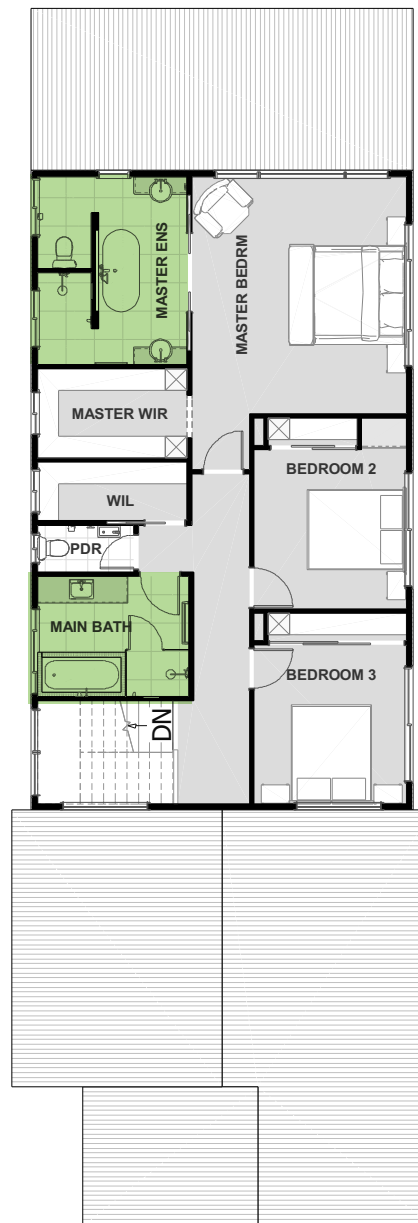 MASTER ENS
MASTER BEDRM
MASTER WIR
BEDROOM 2
WIL
PDR
MAIN BATH
BEDROOM 3
DN